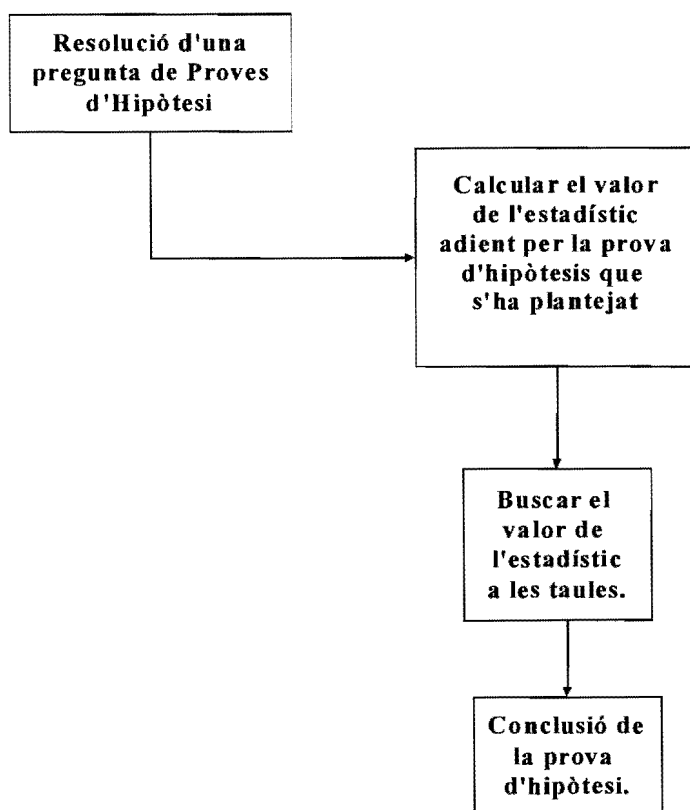 Resolució d'una
pregunta de Proves
d'Hipòtesi
Calcular el valor
de l'estadístic
adient per la prova
d'hipòtesis que
s'ha plantejat
Buscar el
valor de
l'estadístic
a les taules.
Conclusió de
la prova
d'hipòtesi.